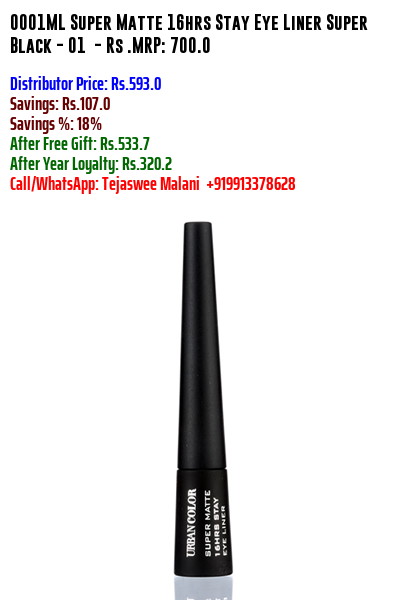 0001ML Super Matte 16hrs Stay Eye Liner Super
Black - 01 - Rs .MRP: 700.0
Distributor Price: Rs.593.0
Savings: Rs.107.0
Savings %: 18%
After Free Gift: Rs.533.7
After Year Loyalty: Rs.320.2
Call/WhatsApp: Tejaswee Malani +919913378628
URBAN COLOR
SUPER MATTE
16HRS STAY
EYE LINER